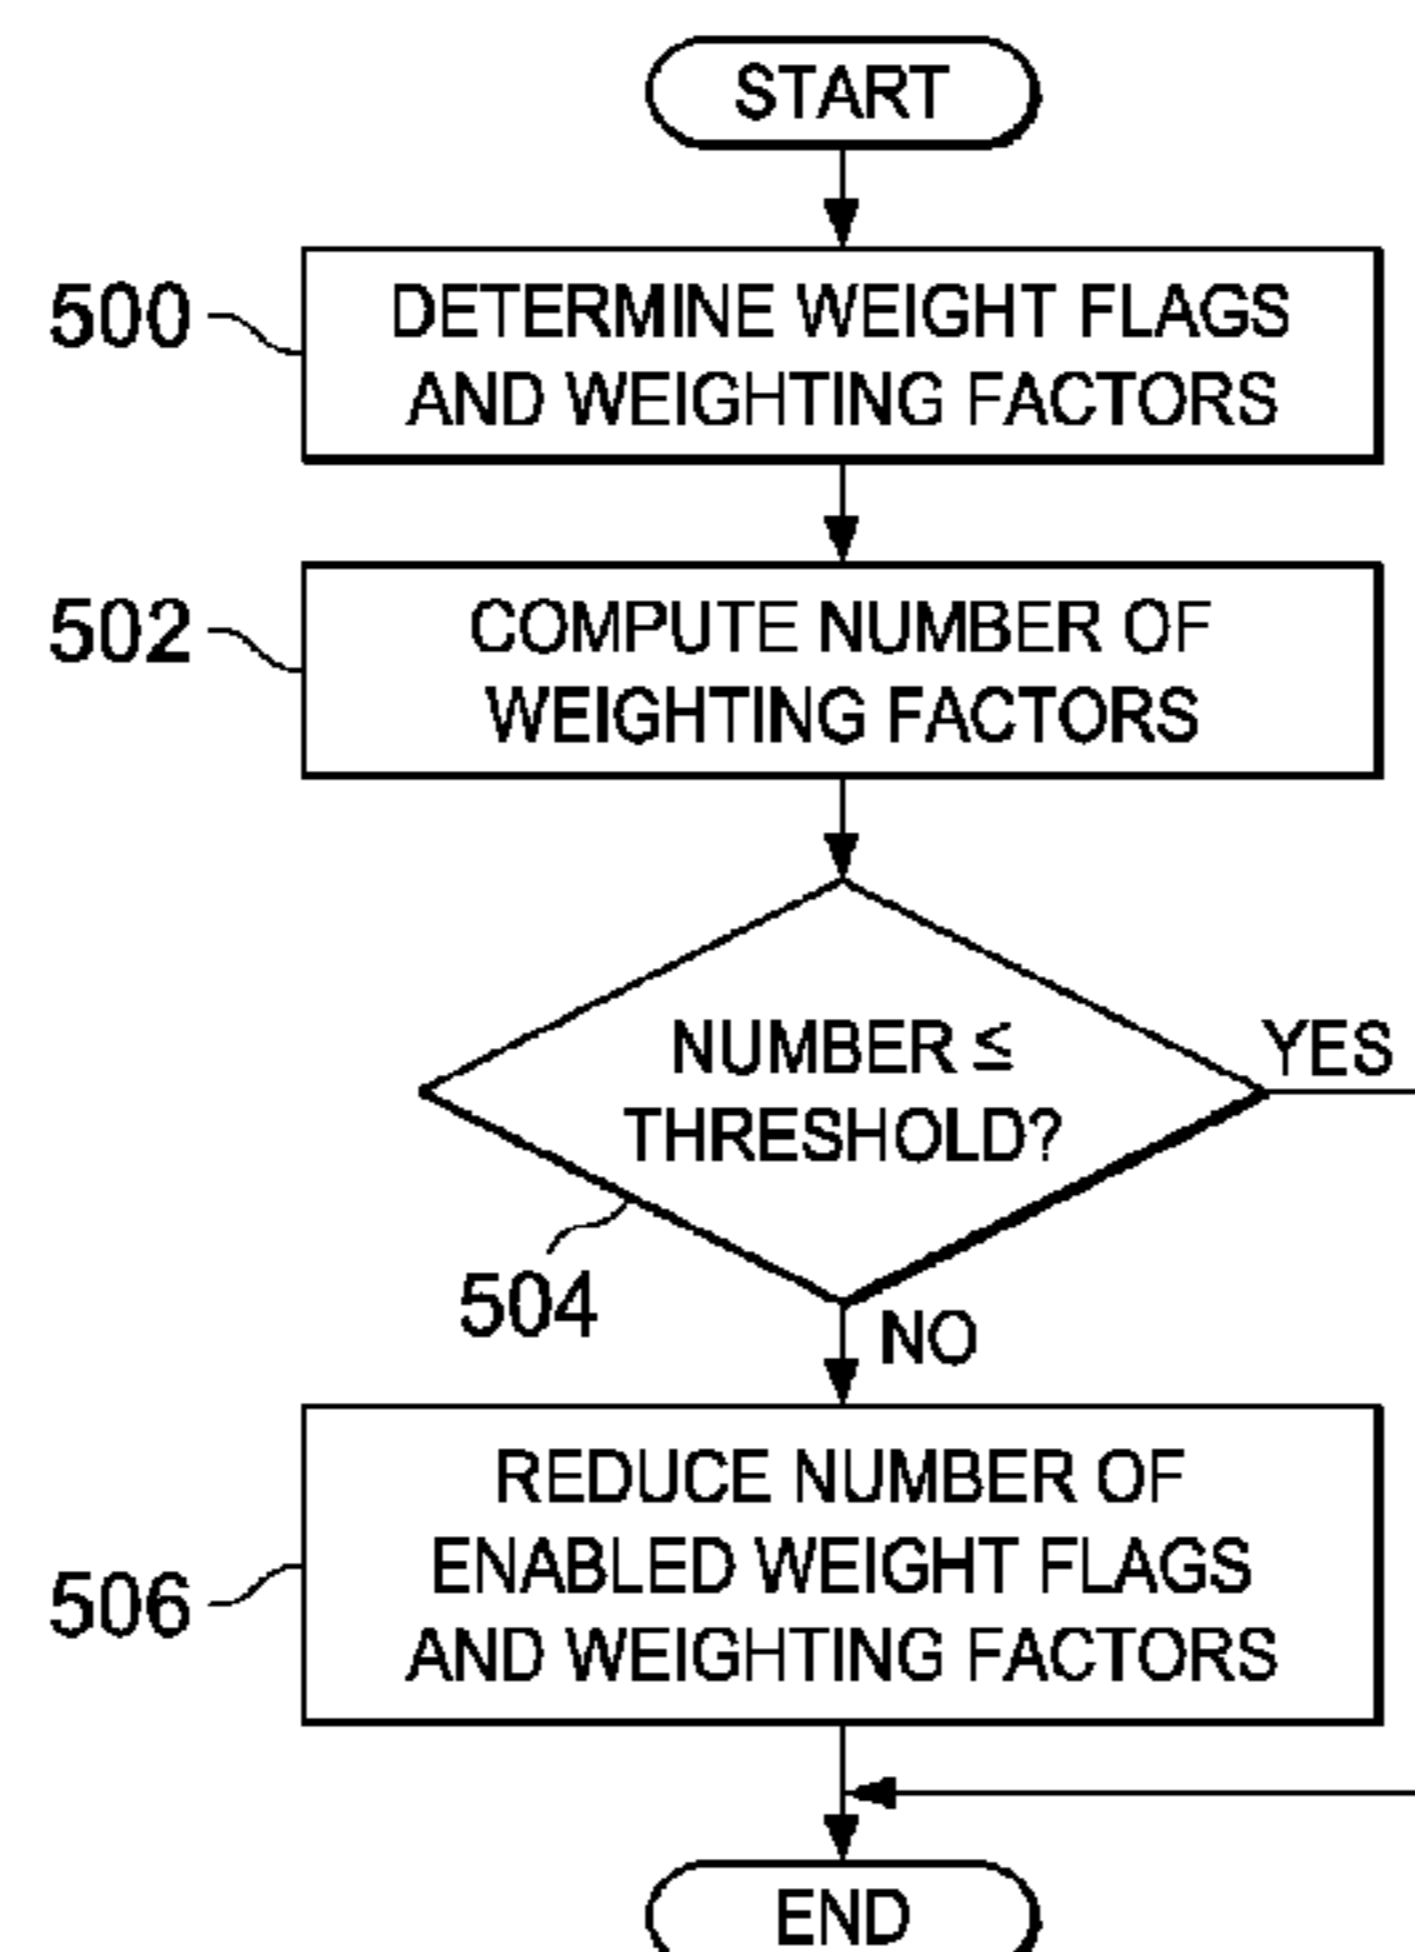 START
500
DETERMINE WEIGHT FLAGS
AND WEIGHTING FACTORS
502
COMPUTE NUMBER OF
WEIGHTING FACTORS
NUMBER ≤
THRESHOLD?
YES
504
NO
506
REDUCE NUMBER OF
ENABLED WEIGHT FLAGS
AND WEIGHTING FACTORS
END